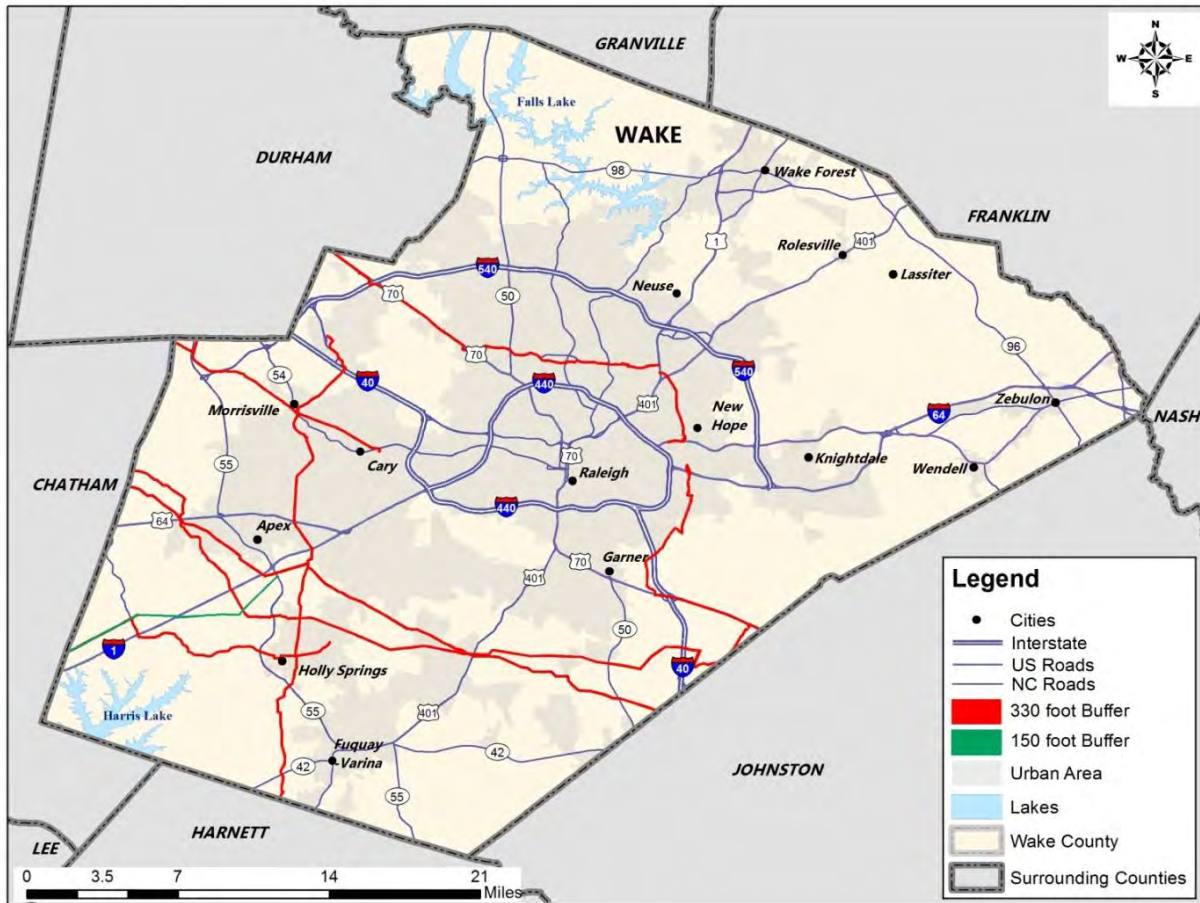 GRANVILLE
N
W E
S
Falls Lake
WAKE
DURHAM
98
Wake Forest
FRANKLIN
1
Rolesville
401
540
Lassiter
70
50
Neuse
96
70
54
40
440
540
401
New
Hope
64
Zebulon
NASH
Morrisville
55
Cary
70
Raleigh
Knightdale
Wendell
CHATHAM
64
Apex
440
401
70
Garner
50
1
Holly Springs
40
Harris Lake
55
401
Fuquay
-Varina
42
42
55
JOHNSTON
HARNETT
LEE
Legend
Cities
Interstate
US Roads
NC Roads
330 foot Buffer
150 foot Buffer
Urban Area
Lakes
Wake County
Surrounding Counties
0 3.5 7 14 21
Miles